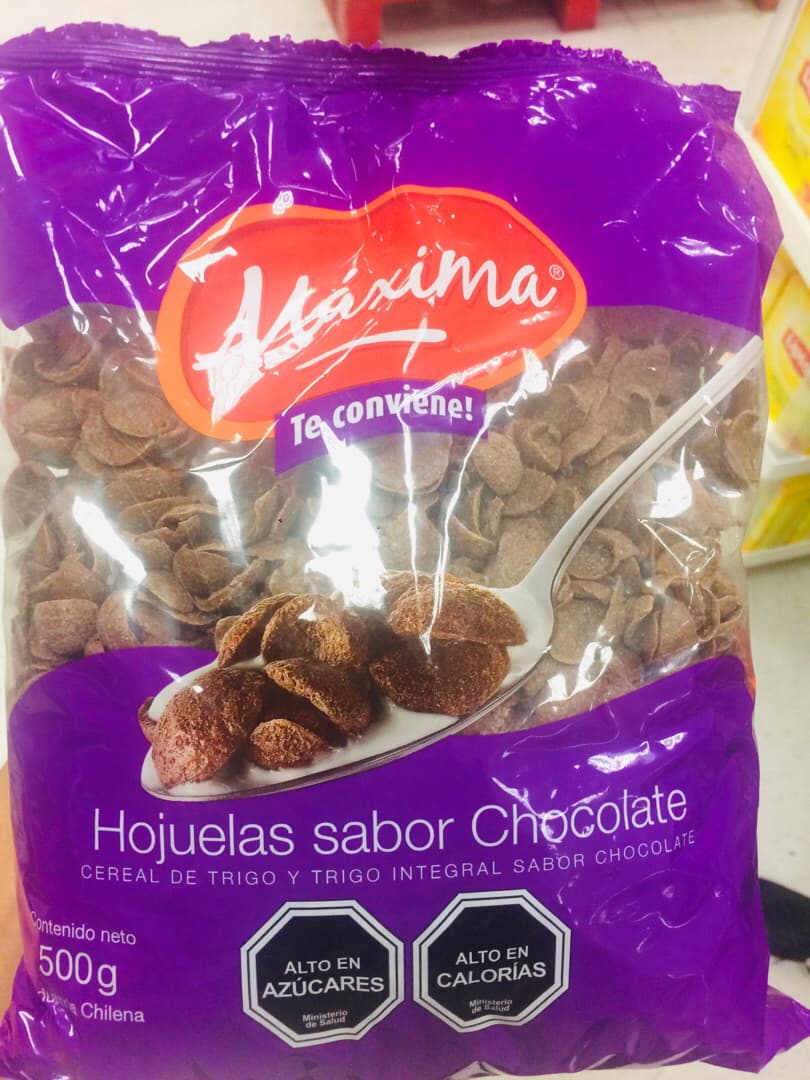 Máxima®
Te conviene!
Hojuelas sabor Chocolate
CEREAL DE TRIGO Y TRIGO INTEGRAL SABOR CHOCOLATE
Contenido neto
500g
Chilena
ALTO EN
AZÚCARES
Ministerio
de Salud
ALTO EN
CALORÍAS
Ministerio
de Salud